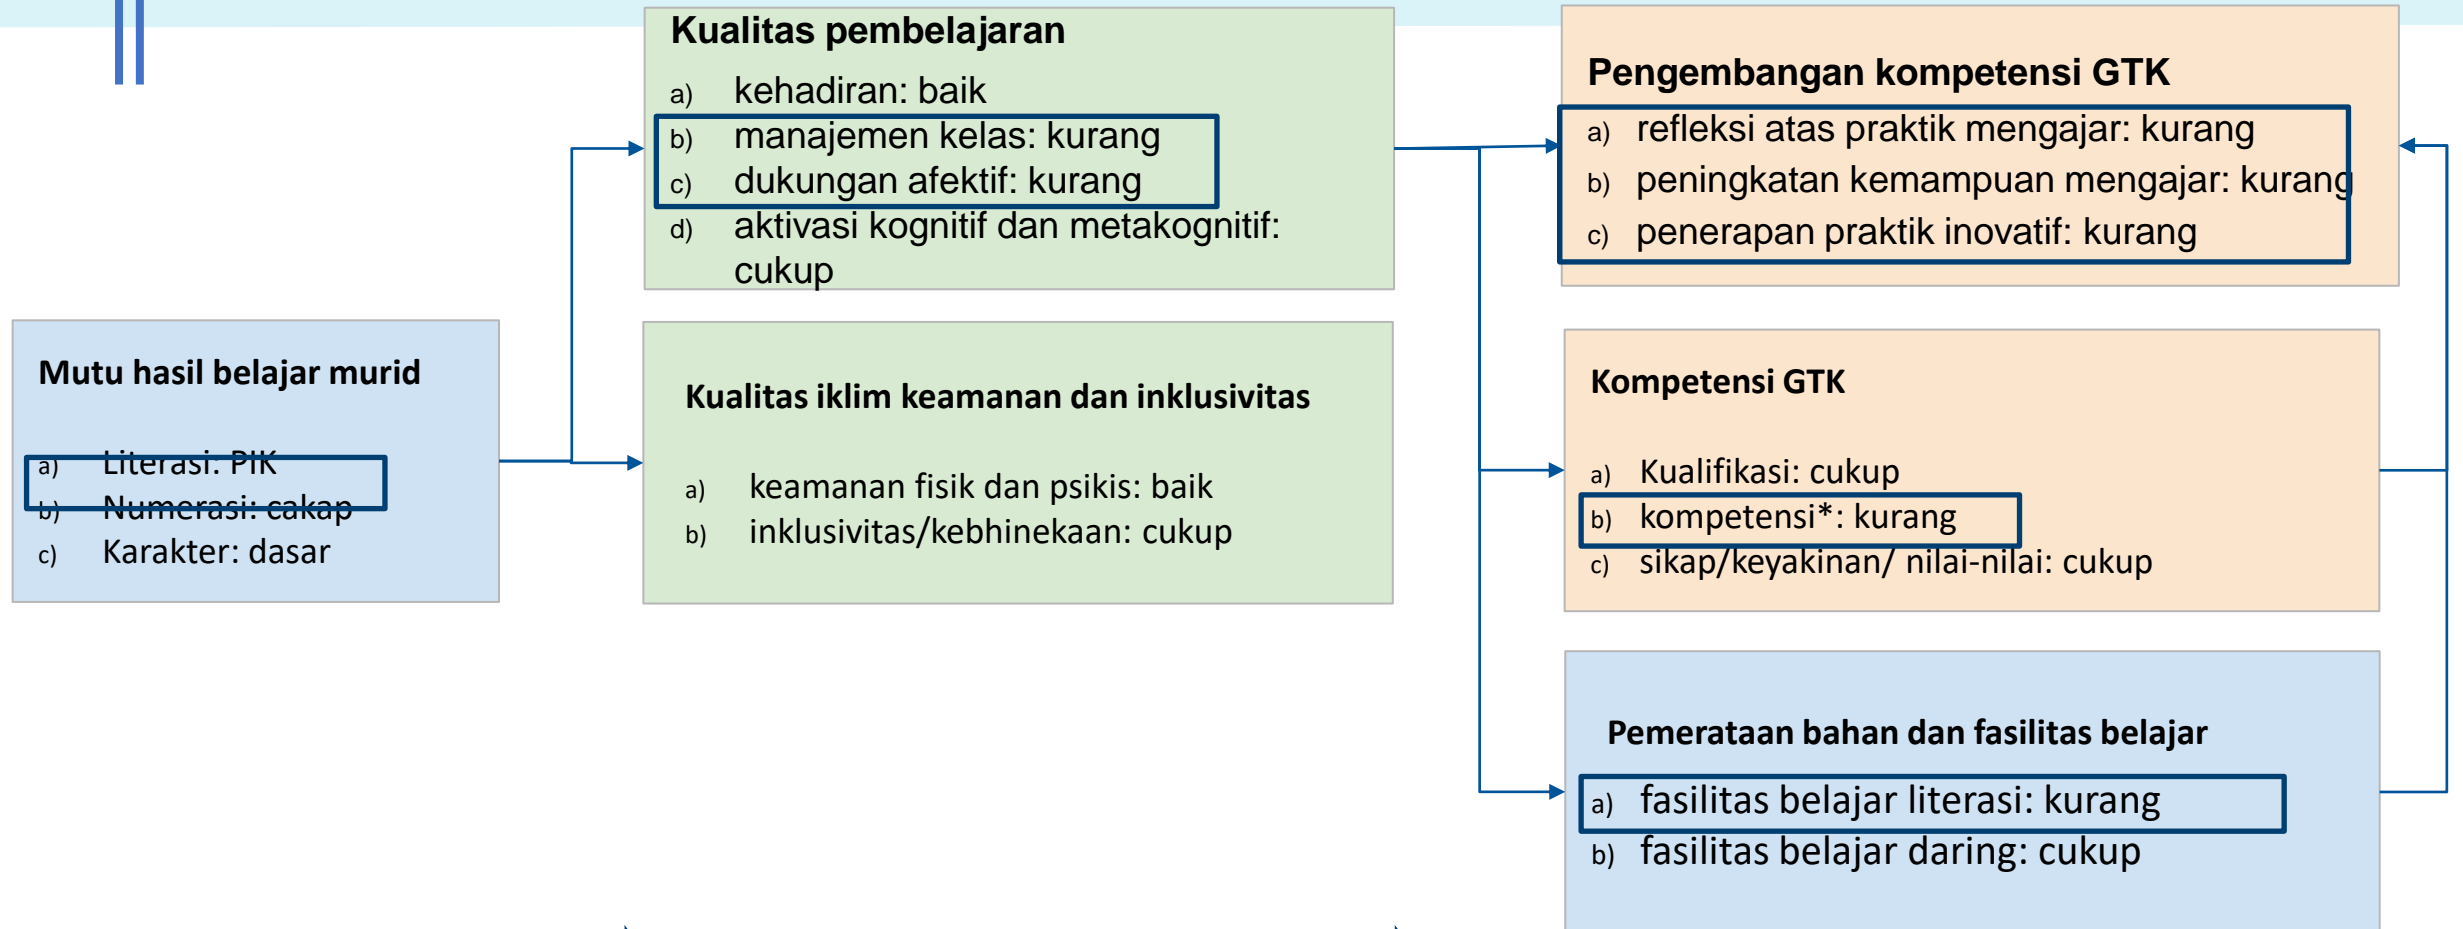 Kualitas pembelajaran
a) kehadiran: baik
b) manajemen kelas: kurang
c) dukungan afektif: kurang
d) aktivasi kognitif dan metakognitif:
cukup
Pengembangan kompetensi GTK
a) refleksi atas praktik mengajar: kurang
b) peningkatan kemampuan mengajar: kurang
c) penerapan praktik inovatif: kurang
Mutu hasil belajar murid
a) Literasi: PIK
b) Numerasi: cakap
c) Karakter: dasar
Kualitas iklim keamanan dan inklusivitas
a) keamanan fisik dan psikis: baik
b) inklusivitas/kebhinekaan: cukup
Kompetensi GTK
a) Kualifikasi: cukup
b) kompetensi*: kurang
c) sikap/keyakinan/ nilai-nilai: cukup
Pemerataan bahan dan fasilitas belajar
a) fasilitas belajar literasi: kurang
b) fasilitas belajar daring: cukup